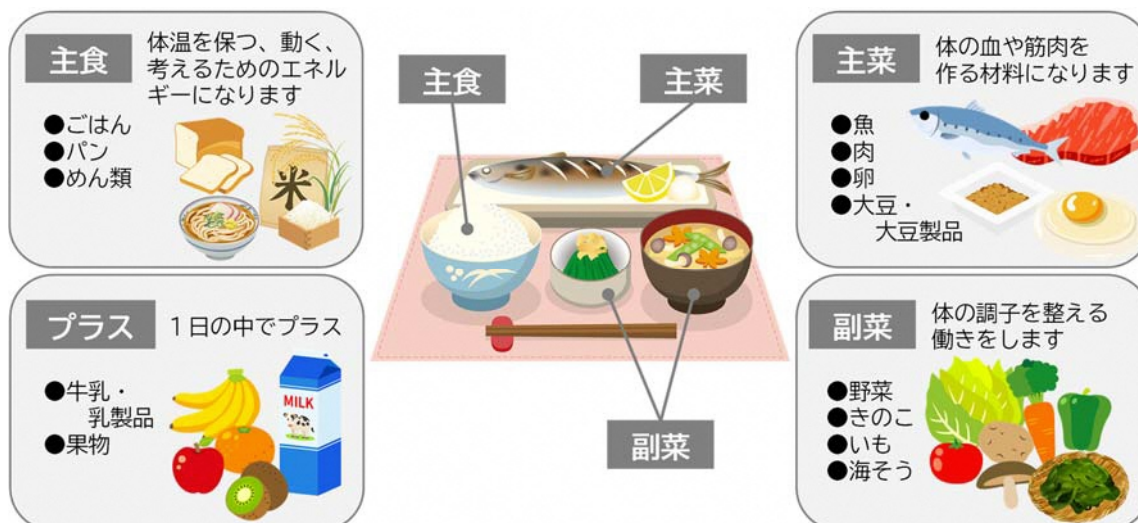 主食
体温を保つ、動く、
考えるためのエネル
ギーになります
●ごはん
●パン
●めん類
米
主食
主菜
主菜
体の血や筋肉を
作る材料になります
●魚
●肉
●卵
●大豆・
大豆製品
プラス
1日の中でプラス
●牛乳・
乳製品
●果物
MILK
副菜
副菜
体の調子を整える
働きをします
●野菜
●きのこ
●いも
●海そう